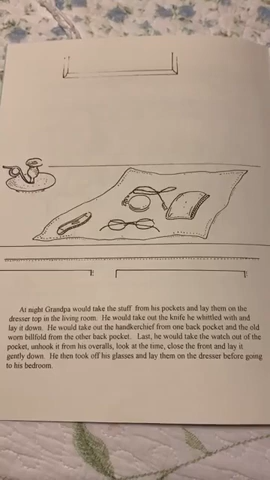 At night Grandpa would take the stuff from his pockets and lay them on the
dresser top in the living room. He would take out the knife he whittled with and
lay it down. He would take out the handkerchief from one back pocket and the old
worn billfold from the other back pocket. Last, he would take the watch out of the
pocket, unhook it from his overalls, look at the time, close the front and lay it
gently down. He then took off his glasses and lay them on the dresser before going
to his bedroom.